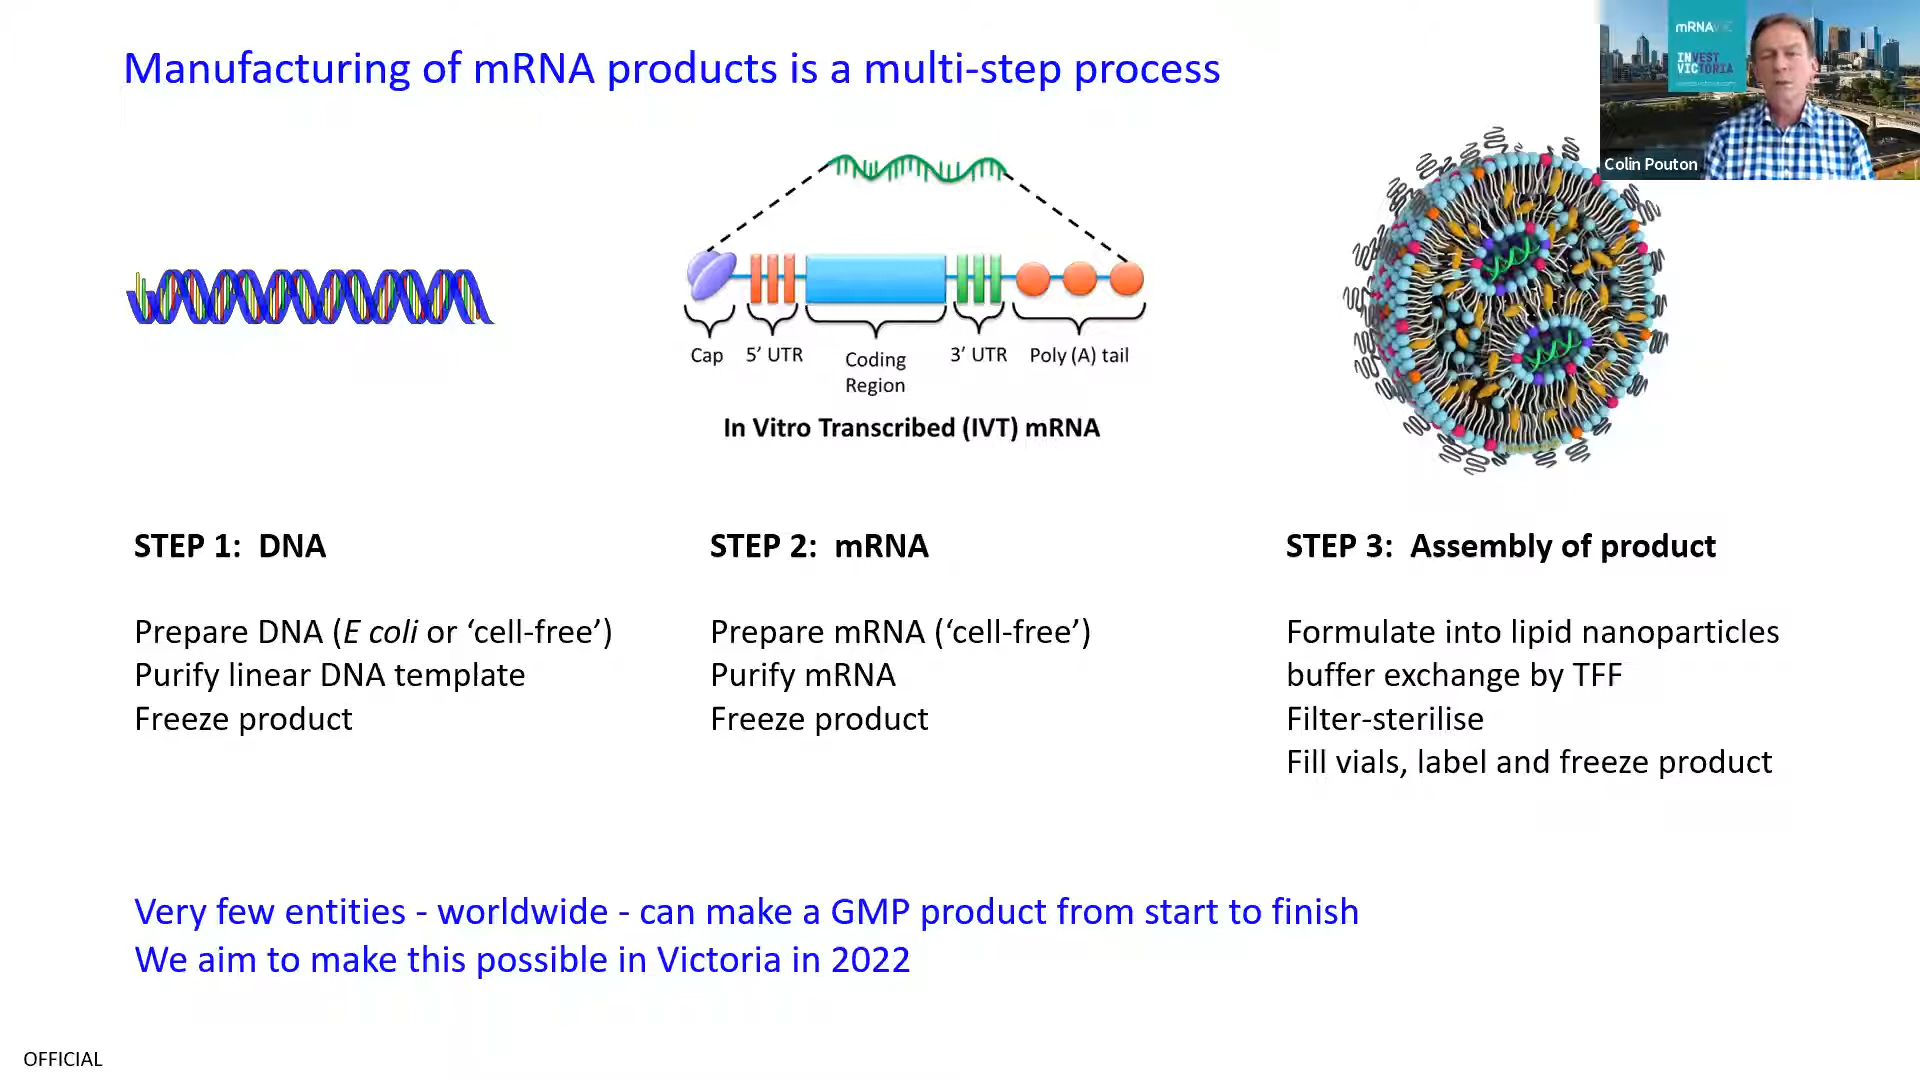 Manufacturing of mRNA products is a multi-step process
mRNAVIC
INVEST
VICTORIA
Colin Pouton
Cap
5’ UTR
Coding
Region
3’ UTR
Poly (A) tail
In Vitro Transcribed (IVT) mRNA
STEP 1: DNA
Prepare DNA (E coli or ‘cell-free’)
Purify linear DNA template
Freeze product
STEP 2: mRNA
Prepare mRNA (‘cell-free’)
Purify mRNA
Freeze product
STEP 3: Assembly of product
Formulate into lipid nanoparticles
buffer exchange by TFF
Filter-sterilise
Fill vials, label and freeze product
Very few entities - worldwide - can make a GMP product from start to finish
We aim to make this possible in Victoria in 2022
OFFICIAL